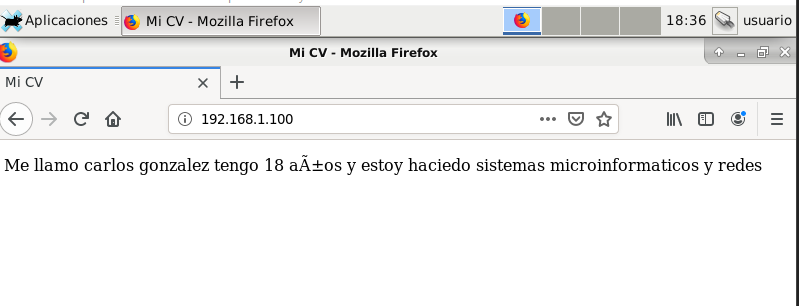 Aplicaciones Mi CV - Mozilla Firefox 18:36 usuario
Mi CV - Mozilla Firefox
Mi CV
192.168.1.100
Me llamo carlos gonzalez tengo 18 aÃ±os y estoy haciedo sistemas microinformaticos y redes